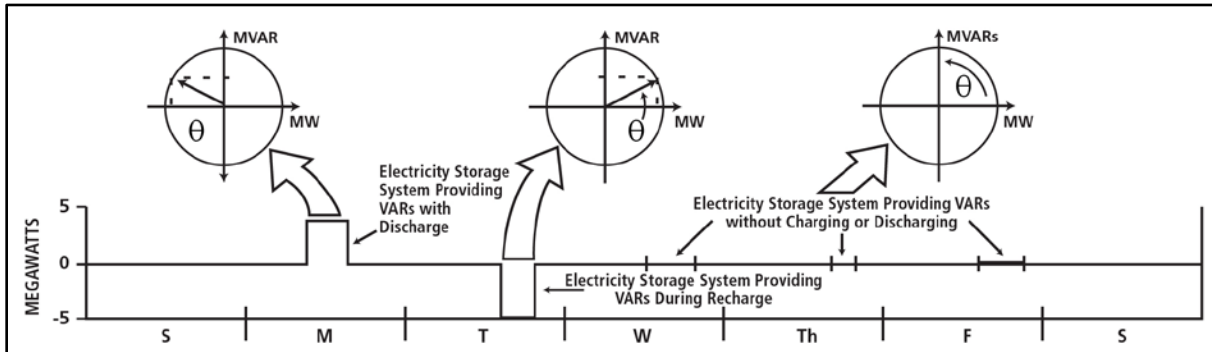 MVAR
MW
θ
MVAR
MW
θ
MVARs
MW
θ
Electricity Storage
System Providing
VARs with
Discharge
Electricity Storage System Providing VARs
without Charging or Discharging
Electricity Storage System Providing
VARs During Recharge
MEGAWATTS
5
0
-5
S M T W Th F S